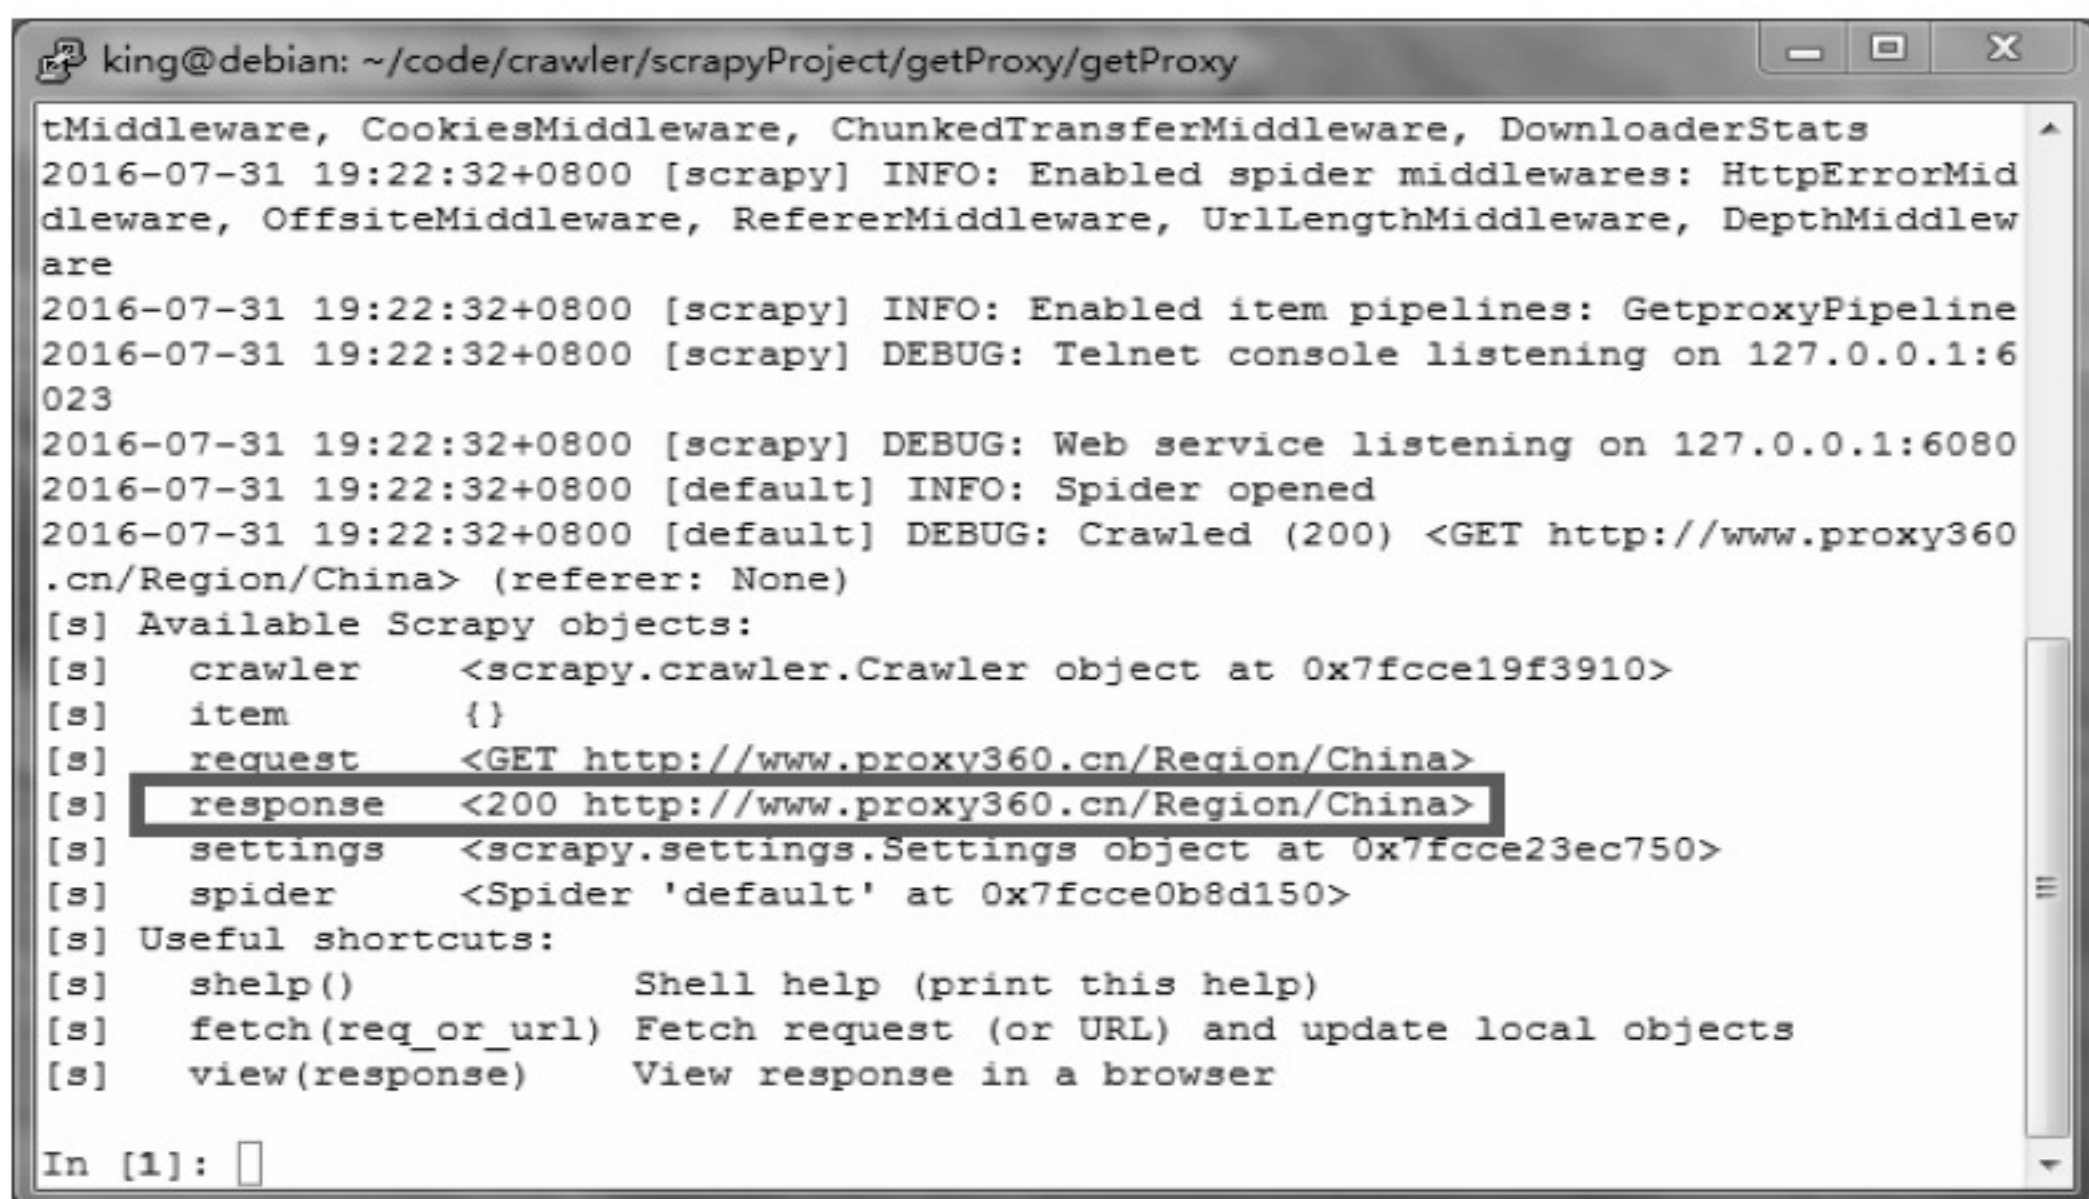 king@debian: ~/code/crawler/scrapyProject/getProxy/getProxy
tMiddleware, CookiesMiddleware, ChunkedTransferMiddleware, DownloaderStats
2016-07-31 19:22:32+0800 [scrapy] INFO: Enabled spider middlewares: HttpErrorMid
dleware, OffsiteMiddleware, RefererMiddleware, UrlLengthMiddleware, DepthMiddlew
are
2016-07-31 19:22:32+0800 [scrapy] INFO: Enabled item pipelines: GetproxyPipeline
2016-07-31 19:22:32+0800 [scrapy] DEBUG: Telnet console listening on 127.0.0.1:6
023
2016-07-31 19:22:32+0800 [scrapy] DEBUG: Web service listening on 127.0.0.1:6080
2016-07-31 19:22:32+0800 [default] INFO: Spider opened
2016-07-31 19:22:32+0800 [default] DEBUG: Crawled (200) <GET http://www.proxy360
.cn/Region/China> (referer: None)
[s] Available Scrapy objects:
[s]   crawler    <scrapy.crawler.Crawler object at 0x7fcce19f3910>
[s]   item       {}
[s]   request    <GET http://www.proxy360.cn/Region/China>
[s]   response   <200 http://www.proxy360.cn/Region/China>
[s]   settings   <scrapy.settings.Settings object at 0x7fcce23ec750>
[s]   spider     <Spider 'default' at 0x7fcce0b8d150>
[s] Useful shortcuts:
[s]   shelp()           Shell help (print this help)
[s]   fetch(req_or_url) Fetch request (or URL) and update local objects
[s]   view(response)    View response in a browser
In [1]: